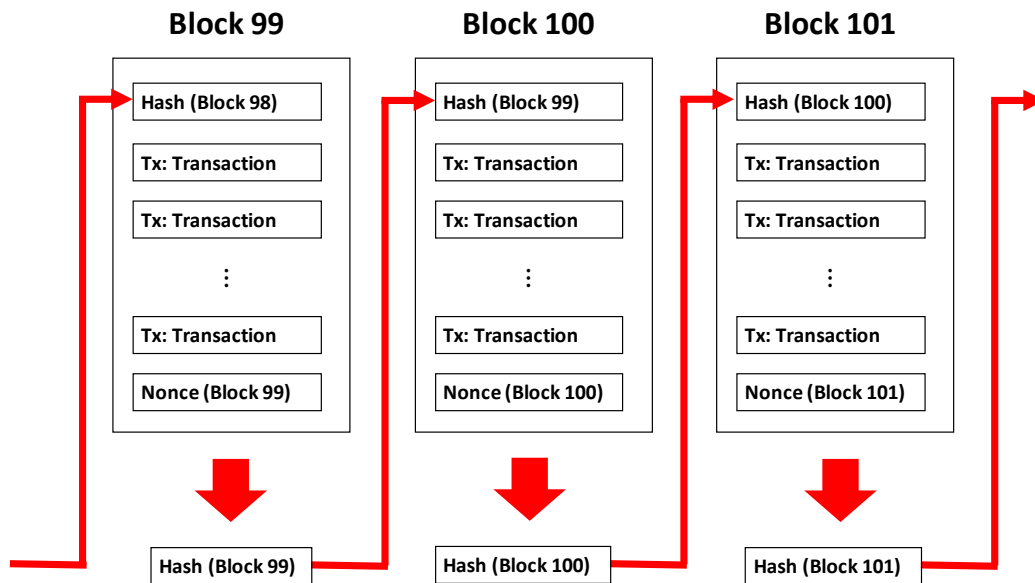 Block 99
Hash (Block 98)
Tx: Transaction
Tx: Transaction
⋮
Tx: Transaction
Nonce (Block 99)
Hash (Block 99)
Block 100
Hash (Block 99)
Tx: Transaction
Tx: Transaction
⋮
Tx: Transaction
Nonce (Block 100)
Hash (Block 100)
Block 101
Hash (Block 100)
Tx: Transaction
Tx: Transaction
⋮
Tx: Transaction
Nonce (Block 101)
Hash (Block 101)